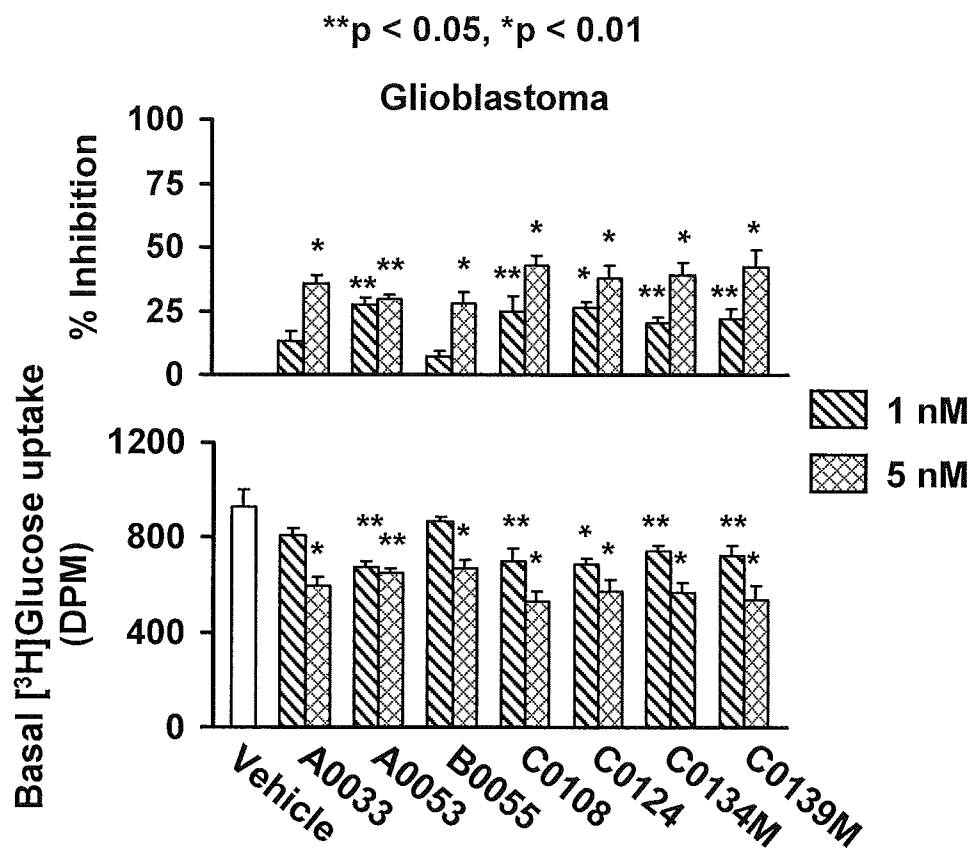 **p < 0.05, *p < 0.01
Glioblastoma
% Inhibition
100
75
50
25
0
* ** ** * ** * * * ** * ** *
1 nM
5 nM
Basal [³H]Glucose uptake
(DPM)
1200
800
400
0
* ** ** * ** * * * ** * ** *
Vehicle
A0033
A0053
B0055
C0108
C0124
C0134M
C0139M